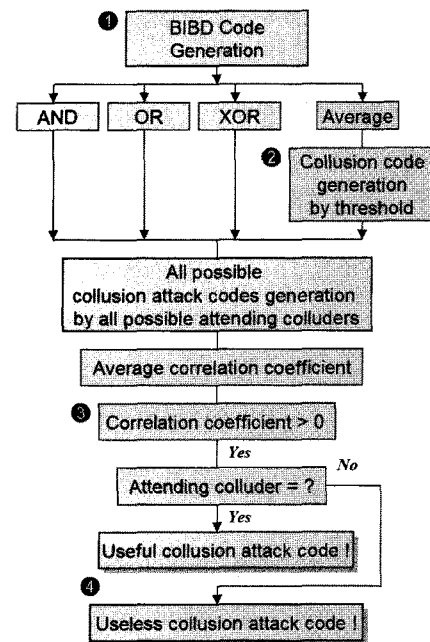 1 BIBD Code
Generation
AND OR XOR Average
2 Collusion code
generation
by threshold
All possible
collusion attack codes generation
by all possible attending colluders
Average correlation coefficient
3 Correlation coefficient > 0
Yes
No
Attending colluder = ?
Yes
Useful collusion attack code !
4
Useless collusion attack code !